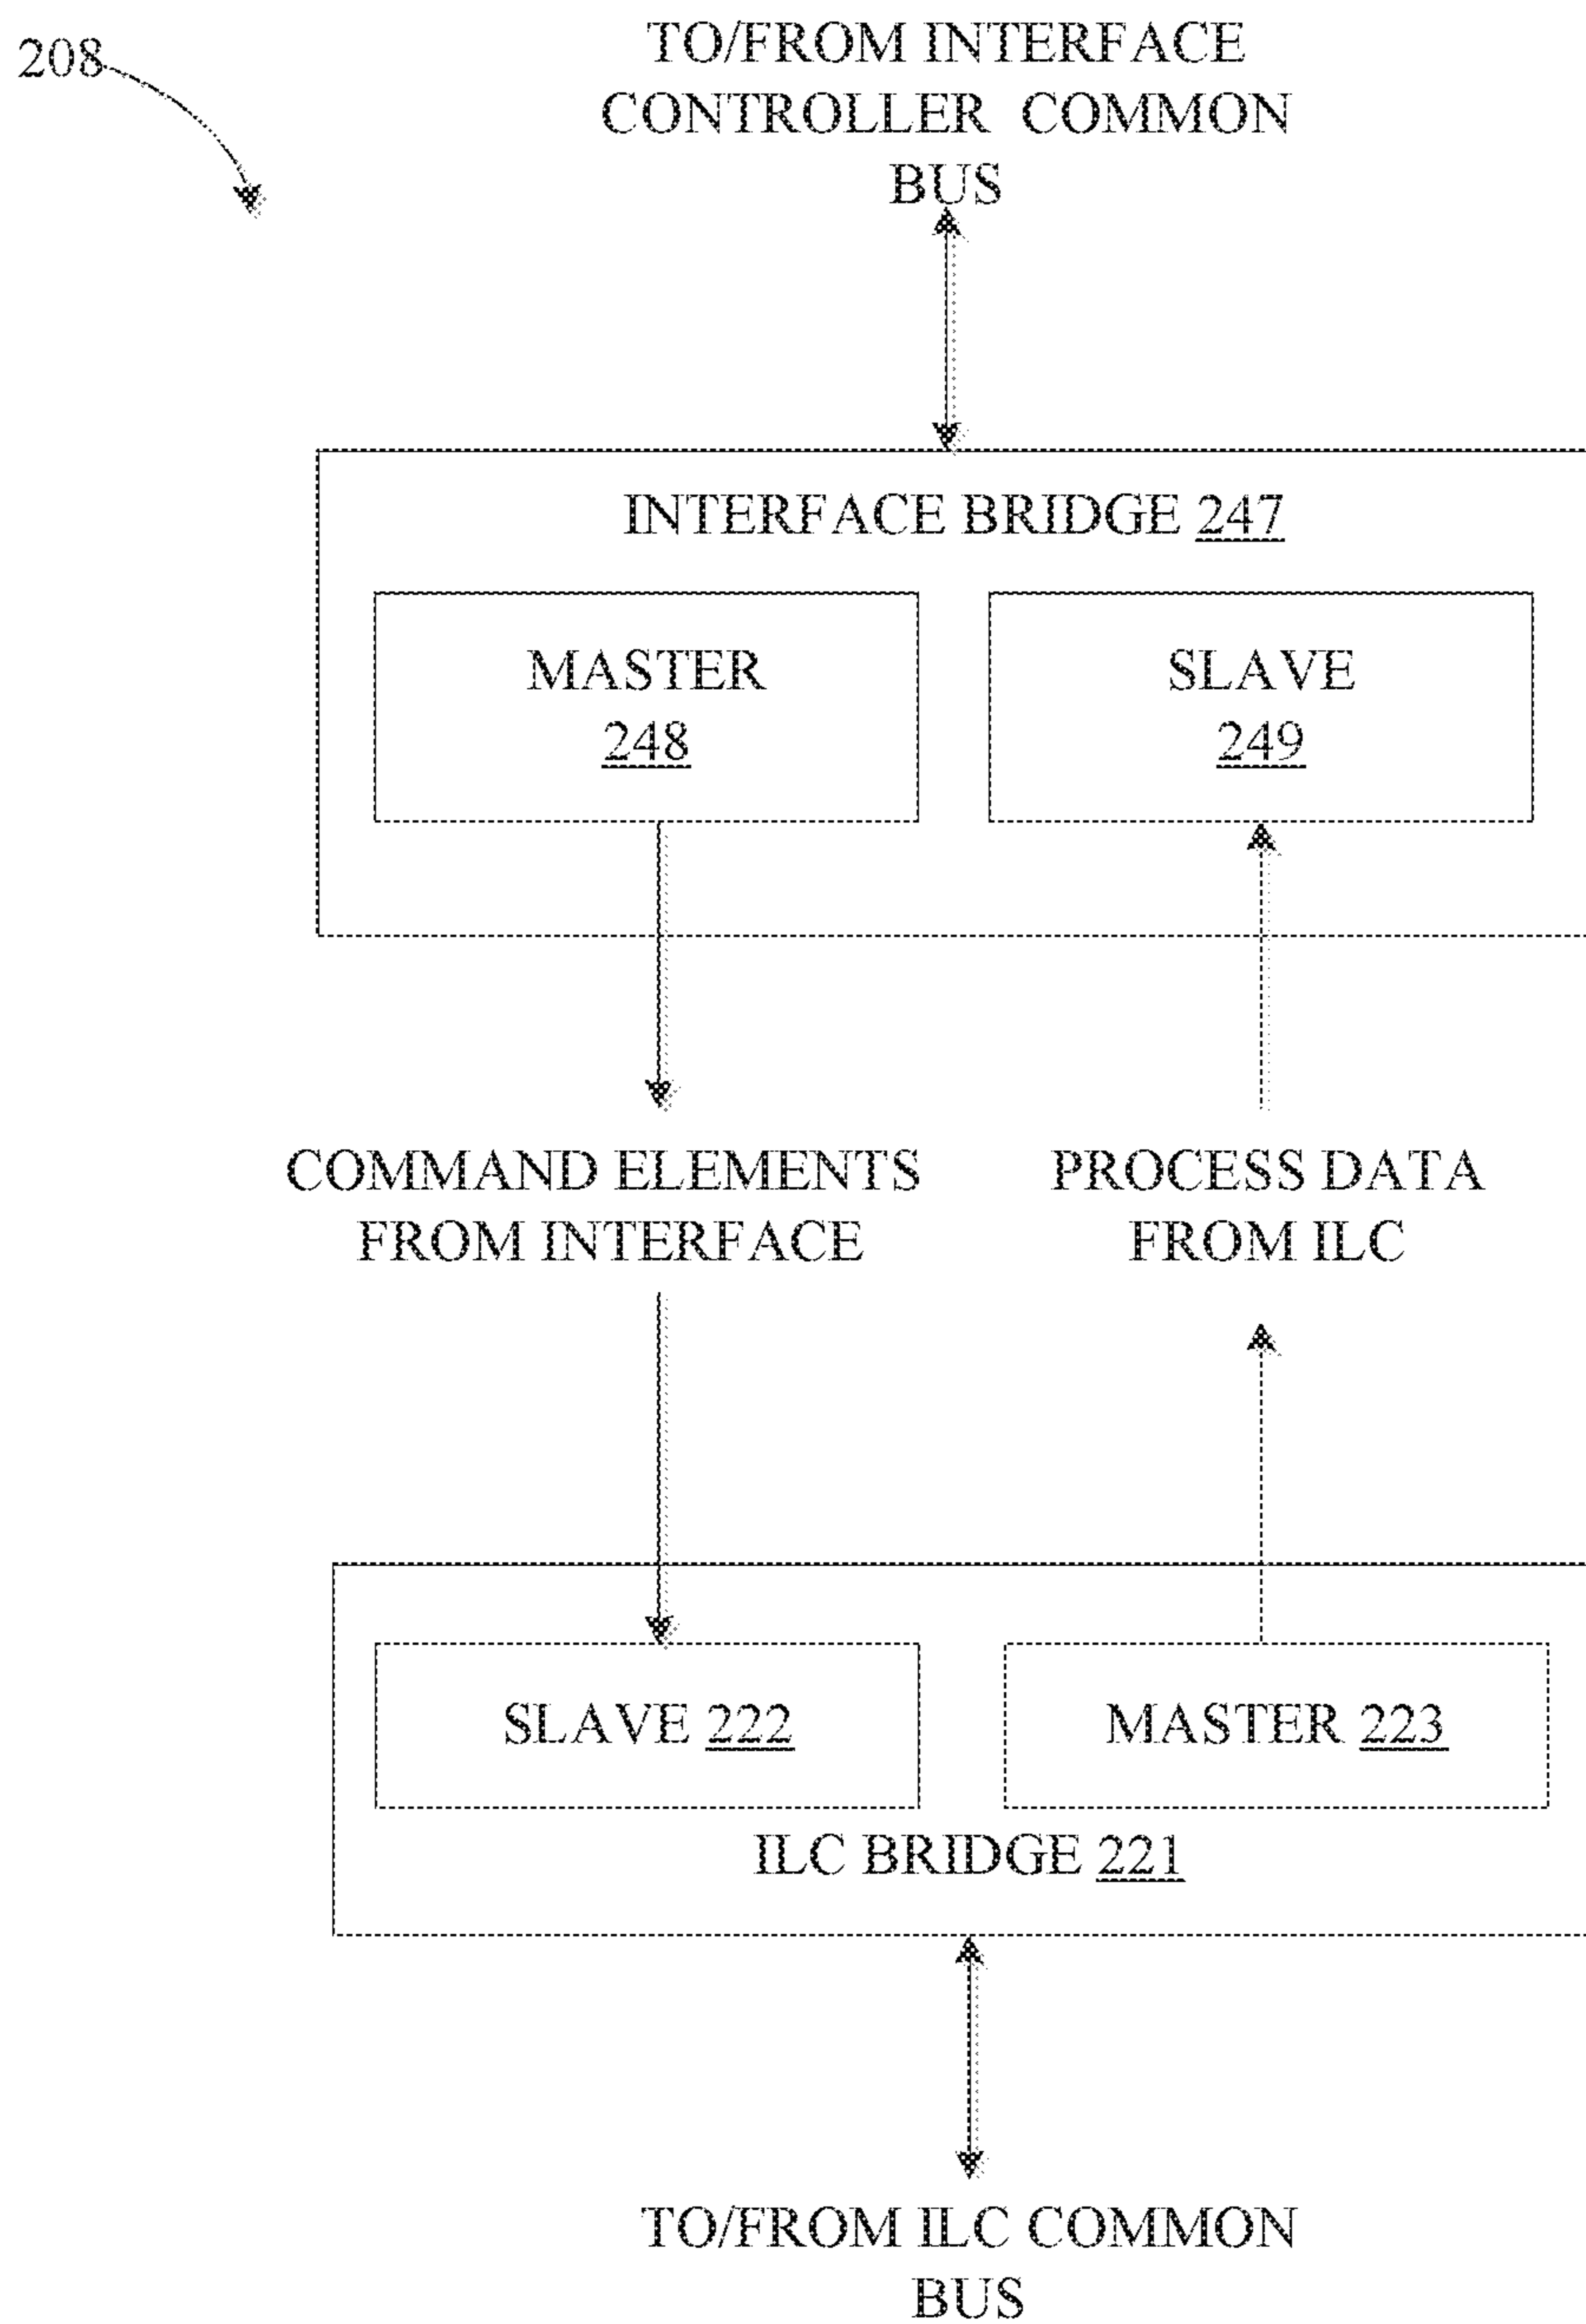 208
TO/FROM INTERFACE
CONTROLLER COMMON
BUS
INTERFACE BRIDGE 247
MASTER
248
SLAVE
249
COMMAND ELEMENTS
FROM INTERFACE
PROCESS DATA
FROM ILC
SLAVE 222
MASTER 223
ILC BRIDGE 221
TO/FROM ILC COMMON
BUS